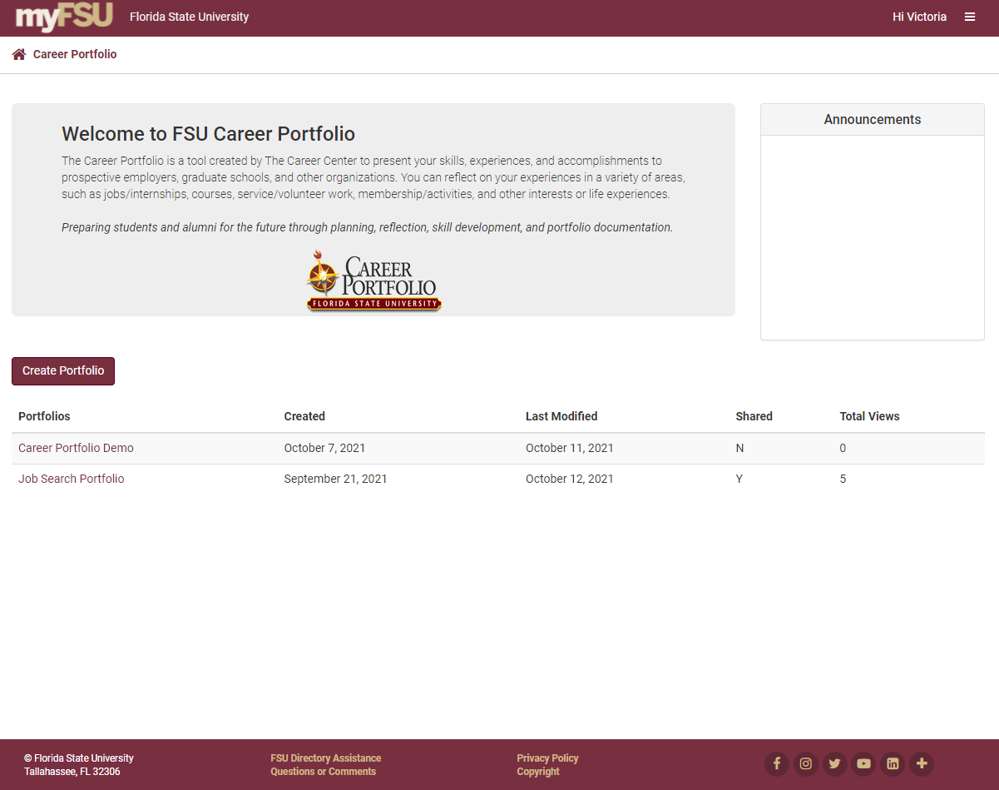 myFSU Florida State University Hi Victoria
Career Portfolio
Welcome to FSU Career Portfolio
The Career Portfolio is a tool created by The Career Center to present your skills, experiences, and accomplishments to
prospective employers, graduate schools, and other organizations. You can reflect on your experiences in a variety of areas,
such as jobs/internships, courses, service/volunteer work, membership/activities, and other interests or life experiences.
Preparing students and alumni for the future through planning, reflection, skill development, and portfolio documentation.
CAREER
PORTFOLIO
FLORIDA STATE UNIVERSITY
Announcements
Create Portfolio
Portfolios Created Last Modified Shared Total Views
Career Portfolio Demo October 7, 2021 October 11, 2021 N 0
Job Search Portfolio September 21, 2021 October 12, 2021 Y 5
© Florida State University
Tallahassee, FL 32306
FSU Directory Assistance
Questions or Comments
Privacy Policy
Copyright